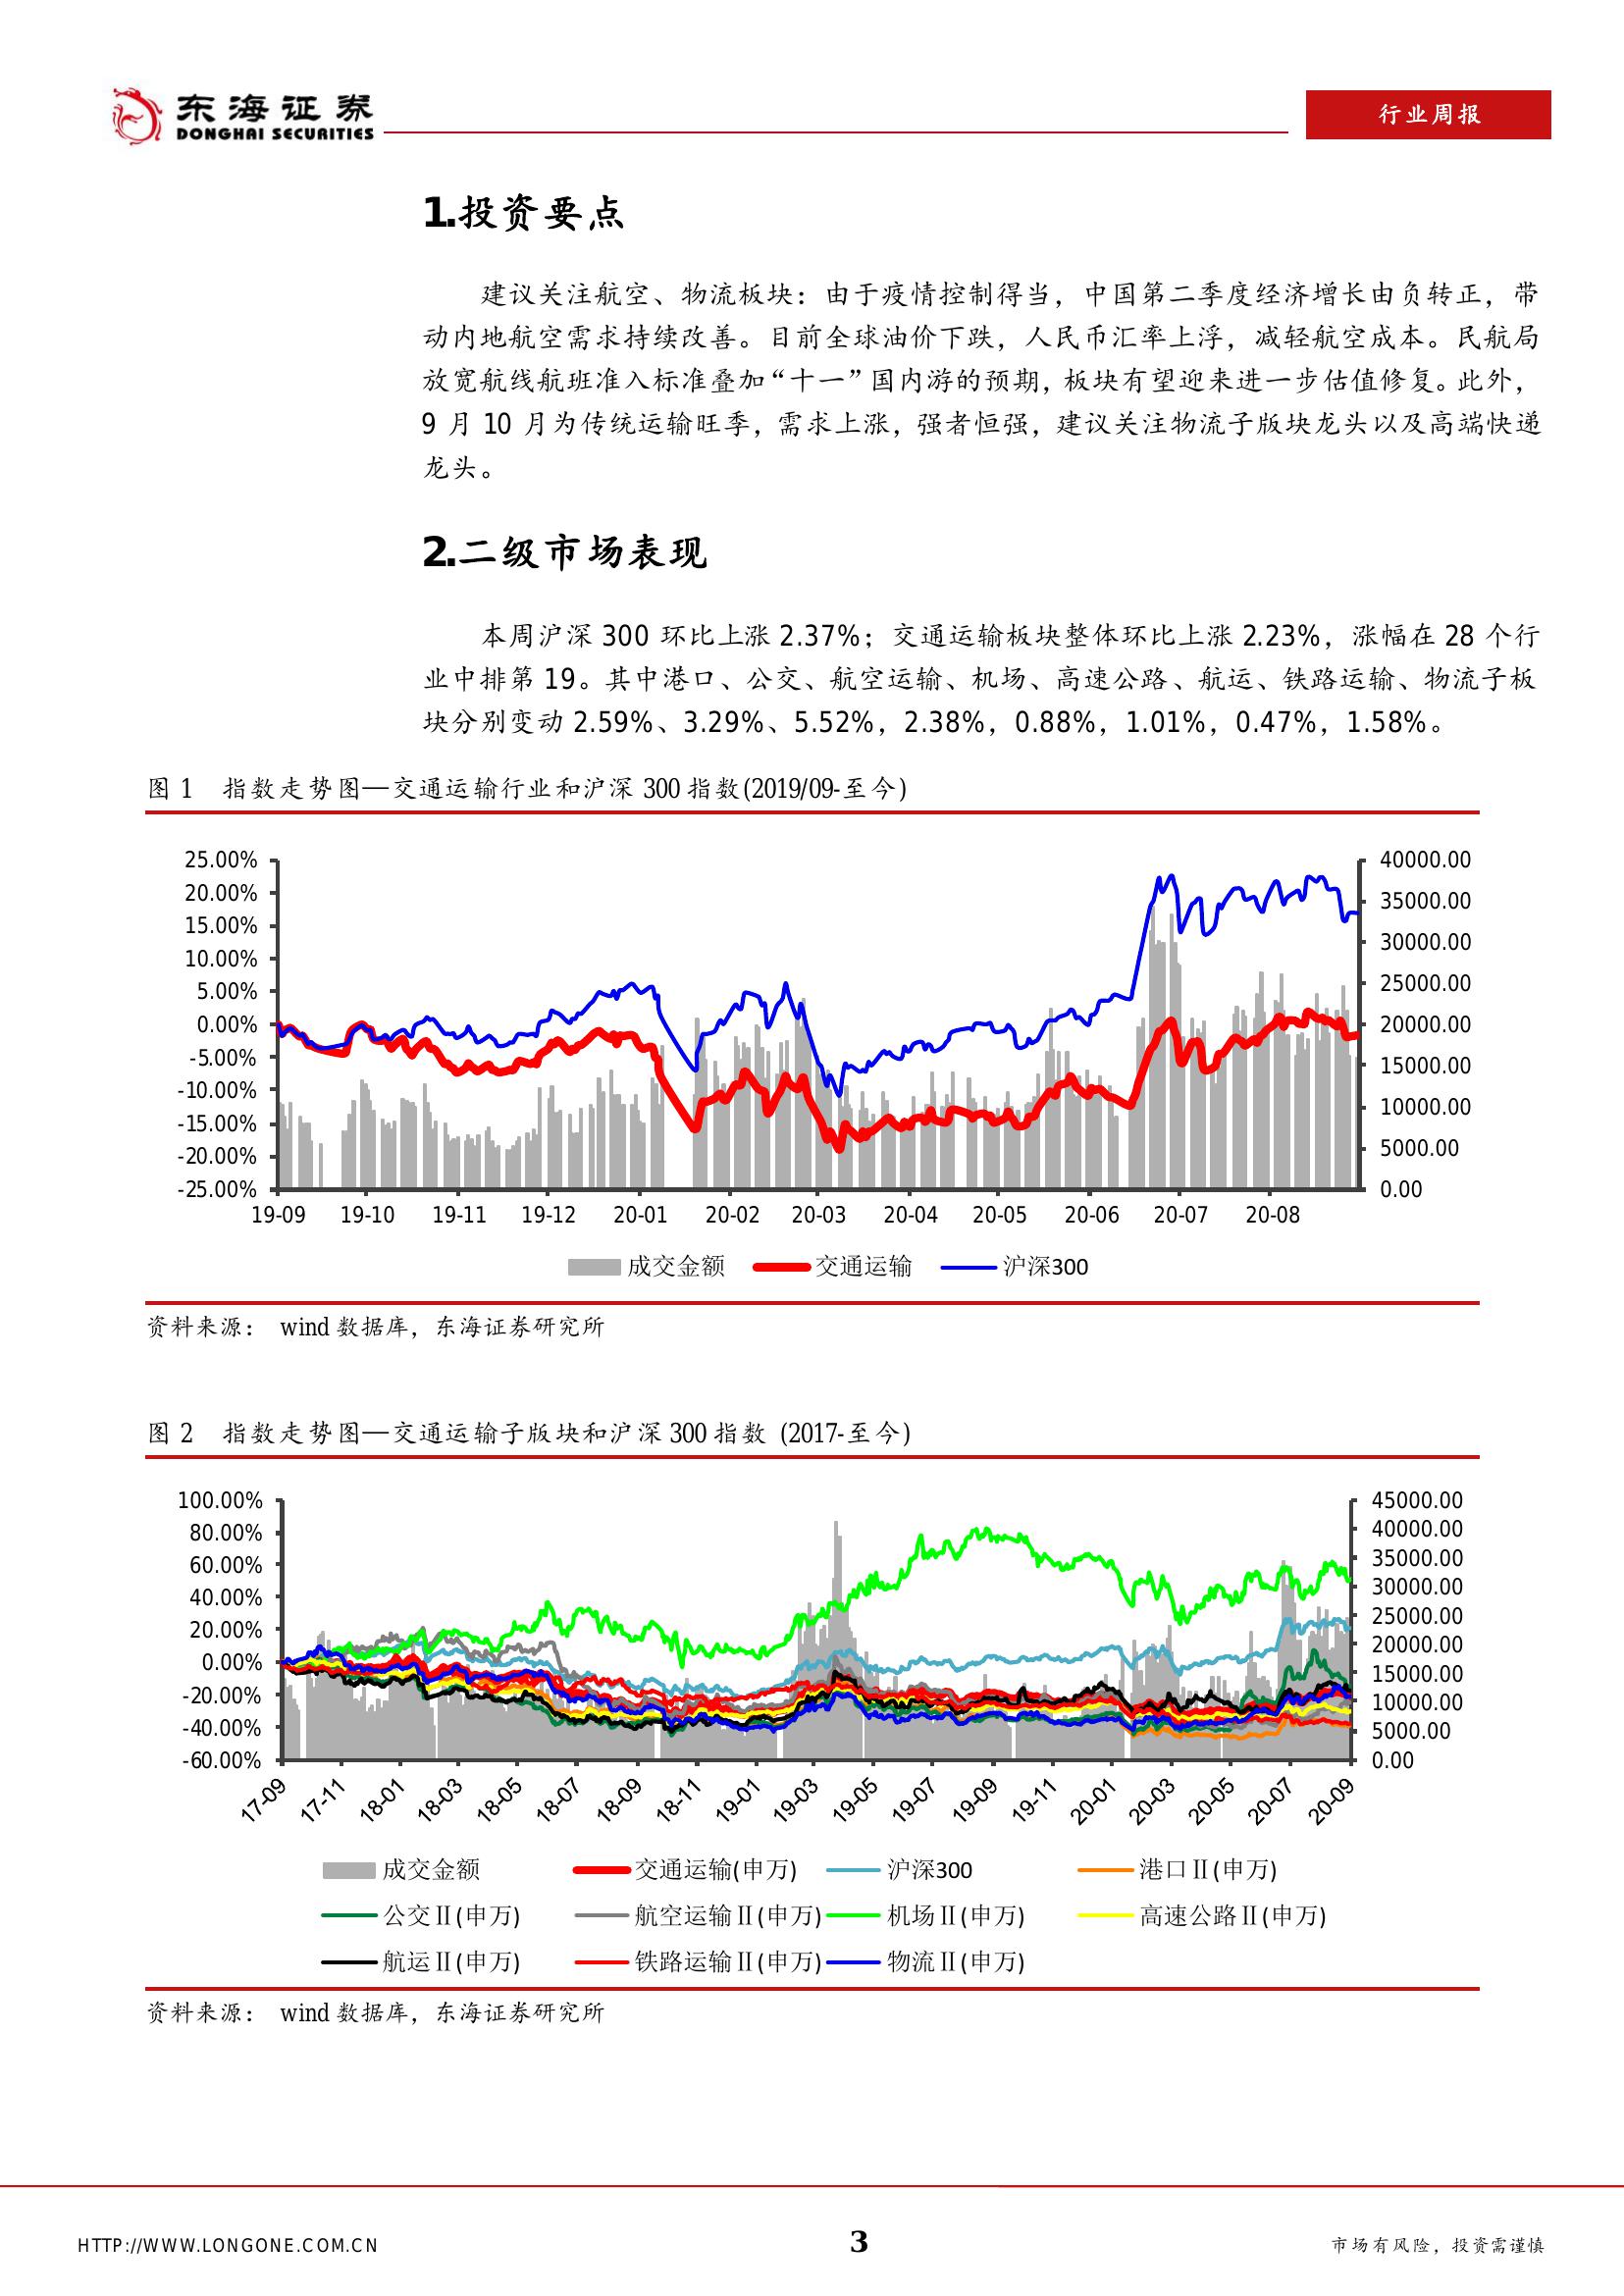 东海证券
DONGHAI SECURITIES
行业周报
1.投资要点
建议关注航空、物流板块：由于疫情控制得当，中国第二季度经济增长由负转正，带
动内地航空需求持续改善。目前全球油价下跌，人民币汇率上浮，减轻航空成本。民航局
放宽航线航班准入标准叠加“十一”国内游的预期，板块有望迎来进一步估值修复。此外，
9 月 10 月为传统运输旺季，需求上涨，强者恒强，建议关注物流子版块龙头以及高端快递
龙头。
2.二级市场表现
本周沪深 300 环比上涨 2.37%；交通运输板块整体环比上涨 2.23%，涨幅在 28 个行
业中排第 19。其中港口、公交、航空运输、机场、高速公路、航运、铁路运输、物流子板
块分别变动 2.59%、3.29%、5.52%，2.38%，0.88%，1.01%，0.47%，1.58%。
图 1 指数走势图—交通运输行业和沪深 300 指数(2019/09-至今)
25.00%
20.00%
15.00%
10.00%
5.00%
0.00%
-5.00%
-10.00%
-15.00%
-20.00%
-25.00%
40000.00
35000.00
30000.00
25000.00
20000.00
15000.00
10000.00
5000.00
0.00
19-09 19-10 19-11 19-12 20-01 20-02 20-03 20-04 20-05 20-06 20-07 20-08
成交金额 交通运输 沪深300
资料来源： wind 数据库，东海证券研究所
图 2 指数走势图—交通运输子版块和沪深 300 指数 (2017-至今)
100.00%
80.00%
60.00%
40.00%
20.00%
0.00%
-20.00%
-40.00%
-60.00%
45000.00
40000.00
35000.00
30000.00
25000.00
20000.00
15000.00
10000.00
5000.00
0.00
17-09 17-11 18-01 18-03 18-05 18-07 18-09 18-11 19-01 19-03 19-05 19-07 19-09 19-11 20-01 20-03 20-05 20-07 20-09
成交金额 交通运输(申万) 沪深300 港口Ⅱ(申万)
公交Ⅱ(申万) 航空运输Ⅱ(申万) 机场Ⅱ(申万) 高速公路Ⅱ(申万)
航运Ⅱ(申万) 铁路运输Ⅱ(申万) 物流Ⅱ(申万)
资料来源： wind 数据库，东海证券研究所
HTTP://WWW.LONGONE.COM.CN
3
市场有风险，投资需谨慎